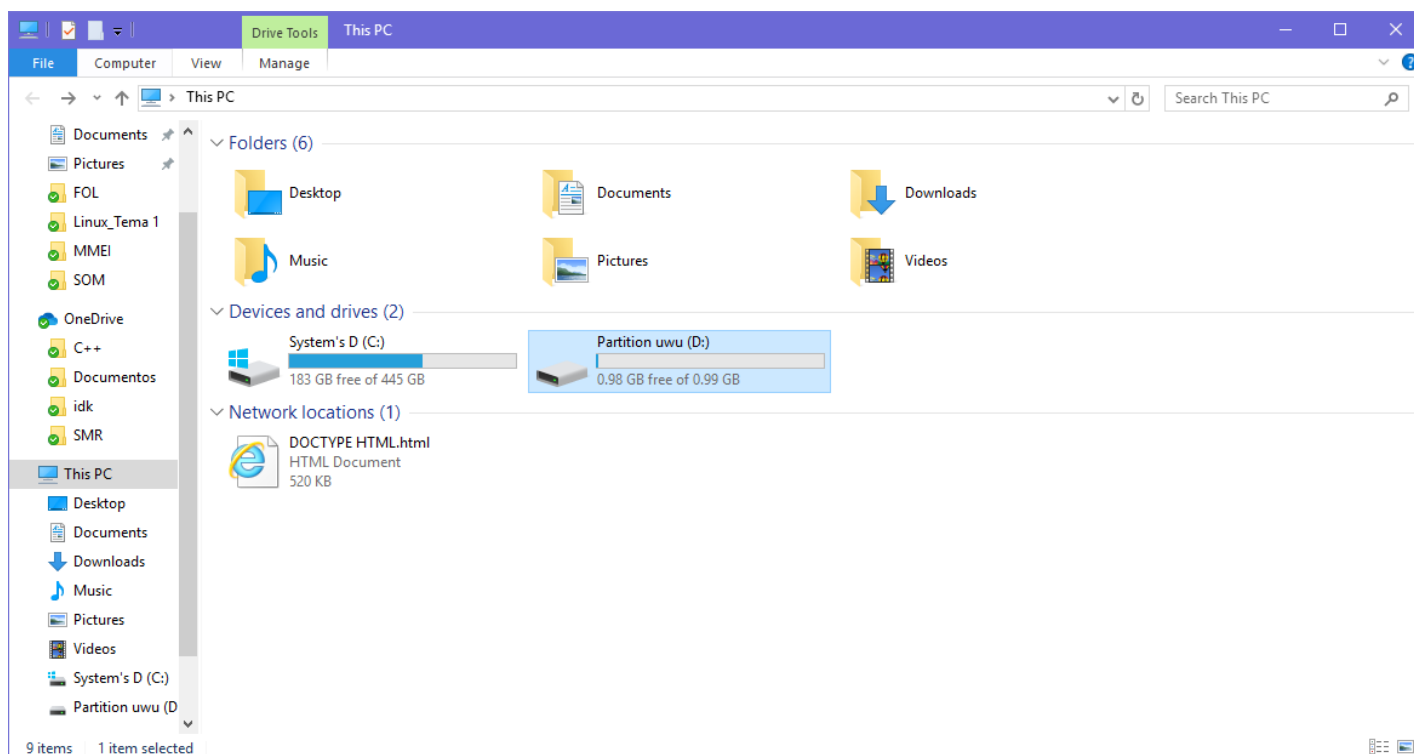 Drive Tools This PC
File Computer View Manage
This PC Search This PC
Documents
Pictures
FOL
Linux_Tema 1
MMEI
SOM
OneDrive
C++
Documentos
idk
SMR
This PC
Desktop
Documents
Downloads
Music
Pictures
Videos
System's D (C:)
Partition uwu (D
Folders (6)
Desktop Documents Downloads
Music Pictures Videos
Devices and drives (2)
System's D (C:)
183 GB free of 445 GB
Partition uwu (D:)
0.98 GB free of 0.99 GB
Network locations (1)
DOCTYPE HTML.html
HTML Document
520 KB
9 items 1 item selected